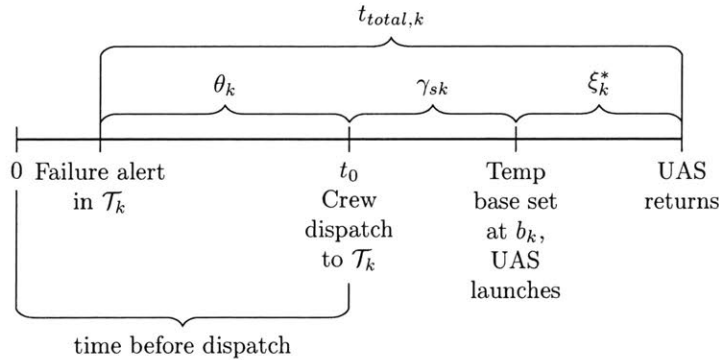 t_{total,k}
θ_k γ_{sk} ξ_k^*
0 Failure alert t_0 Temp UAS
in 𝒯_k Crew base set returns
dispatch at b_k,
to 𝒯_k UAS
launches
time before dispatch